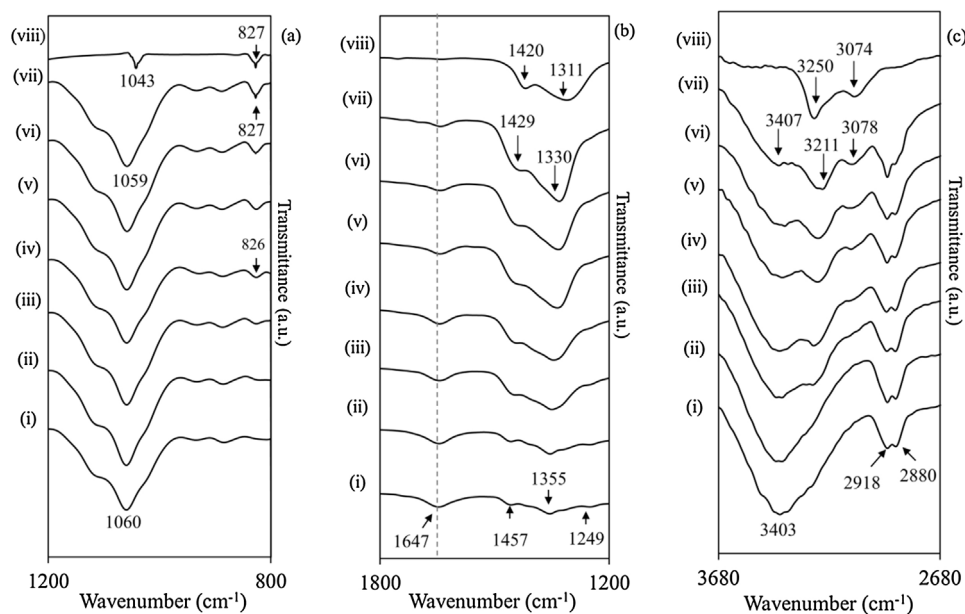 (a)
(viii)
827
1043
(vii)
827
(vi)
1059
(v)
(iv)
826
(iii)
(ii)
(i)
1060
Transmittance (a.u.)
1200
800
Wavenumber (cm-1)
(b)
(viii)
1420
1311
(vii)
1429
1330
(vi)
(v)
(iv)
(iii)
(ii)
(i)
1355
1647
1457
1249
Transmittance (a.u.)
1800
1200
Wavenumber (cm-1)
(c)
(viii)
3074
3250
(vii)
3407
3078
3211
(vi)
(v)
(iv)
(iii)
(ii)
(i)
2918
2880
3403
Transmittance (a.u.)
3680
2680
Wavenumber (cm-1)